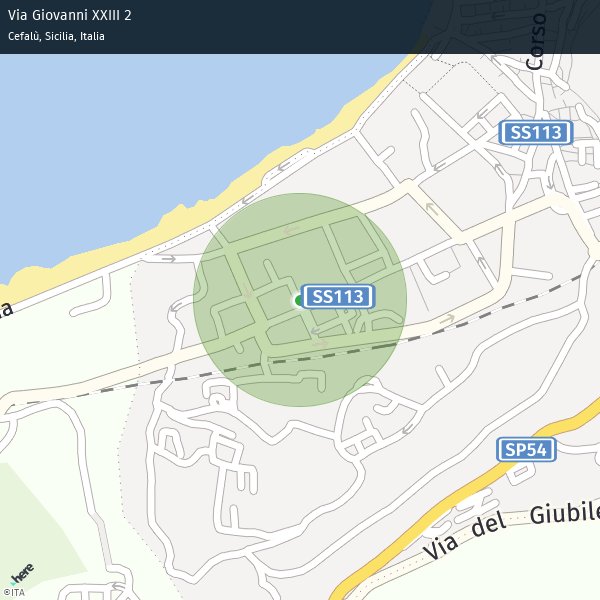 Via Giovanni XXIII 2
Cefalù, Sicilia, Italia
Corso
SS113
SS113
a
SP54
Via del Giubile
here
©ITA